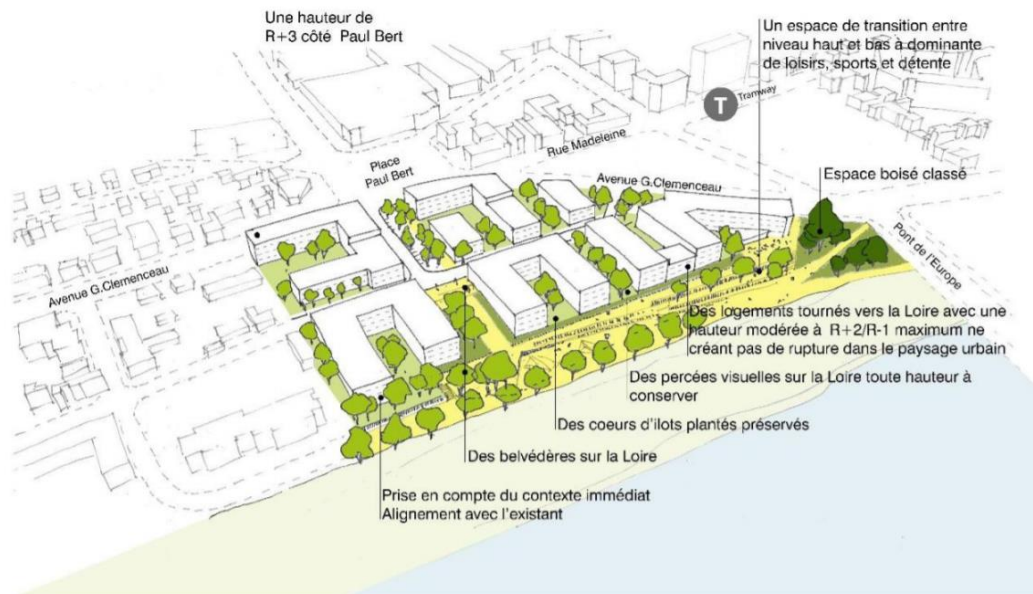 Une hauteur de
R+3 côté Paul Bert
Un espace de transition entre
niveau haut et bas à dominante
de loisirs, sports et détente
T
Tramway
Rue Madeleine
Place
Paul Bert
Avenue G.Clemenceau
Espace boisé classé
Pont de l'Europe
Avenue G.Clemenceau
Des logements tournés vers la Loire avec une
hauteur modérée à R+2/R-1 maximum ne
créant pas de rupture dans le paysage urbain
Des percées visuelles sur la Loire toute hauteur à
conserver
Des coeurs d'ilots plantés préservés
Des belvédères sur la Loire
Prise en compte du contexte immédiat
Alignement avec l'existant